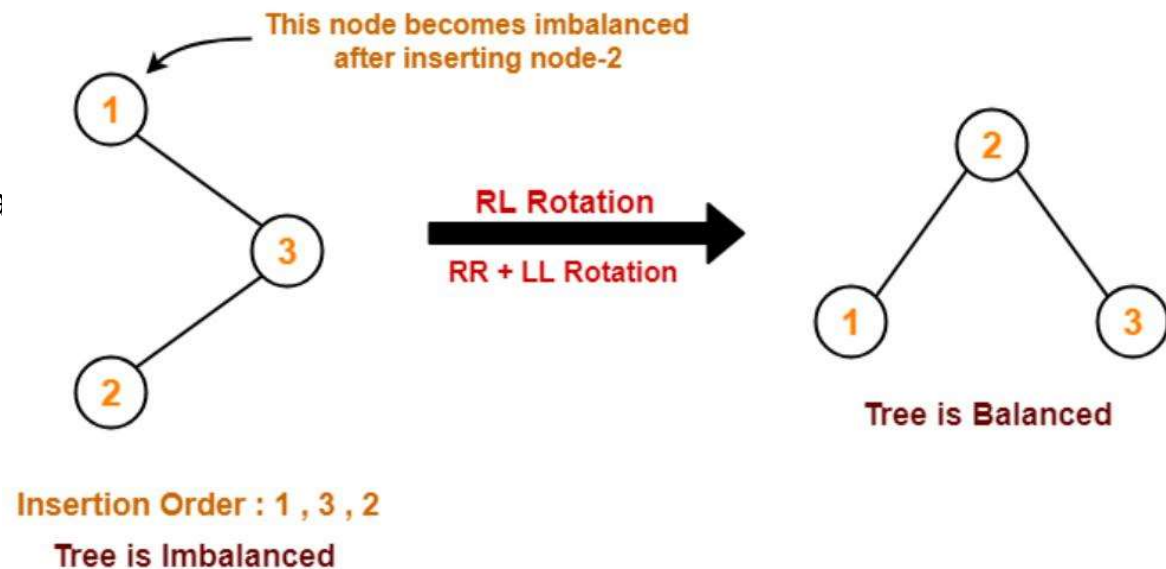 This node becomes imbalanced
after inserting node-2
1
3
2
RL Rotation
RR + LL Rotation
2
1
3
Tree is Balanced
Insertion Order : 1 , 3 , 2
Tree is Imbalanced